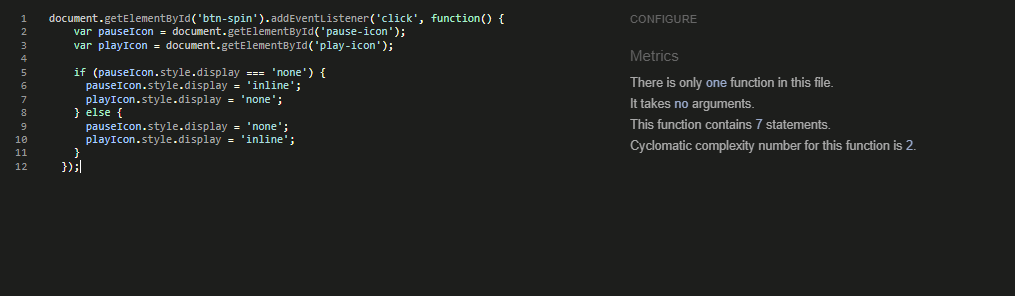 1 document.getElementById('btn-spin').addEventListener('click', function() {
2 var pauseIcon = document.getElementById('pause-icon');
3 var playIcon = document.getElementById('play-icon');
4
5 if (pauseIcon.style.display === 'none') {
6 pauseIcon.style.display = 'inline';
7 playIcon.style.display = 'none';
8 } else {
9 pauseIcon.style.display = 'none';
10 playIcon.style.display = 'inline';
11 }
12 });
CONFIGURE
Metrics
There is only one function in this file.
It takes no arguments.
This function contains 7 statements.
Cyclomatic complexity number for this function is 2.